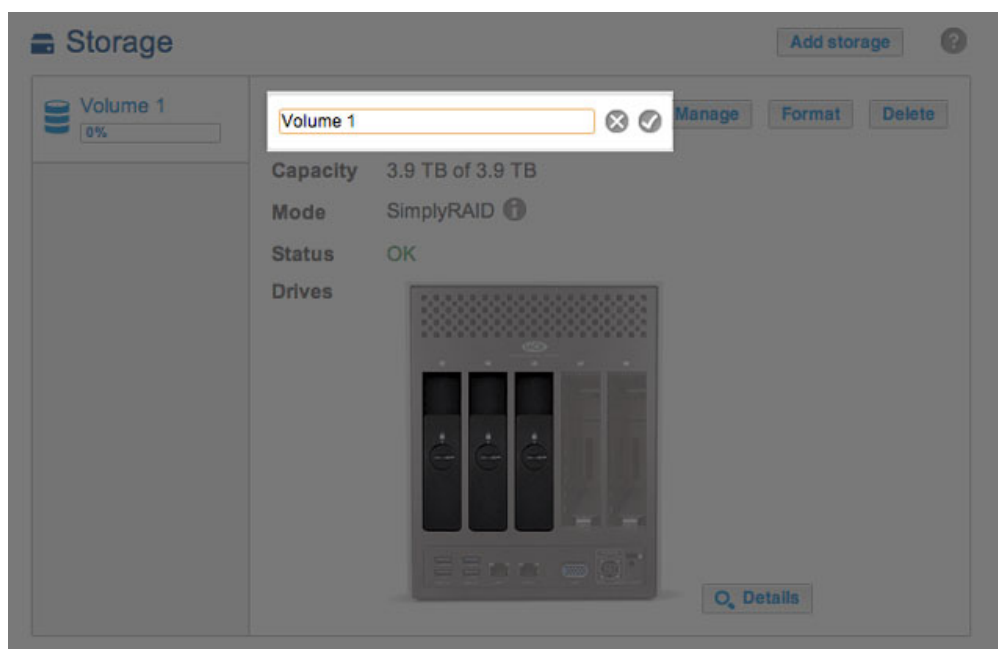 Storage
Add storage
?
Volume 1
0%
Volume 1
Manage
Format
Delete
Capacity 3.9 TB of 3.9 TB
Mode SimplyRAID
Status OK
Drives
LACIE
Details